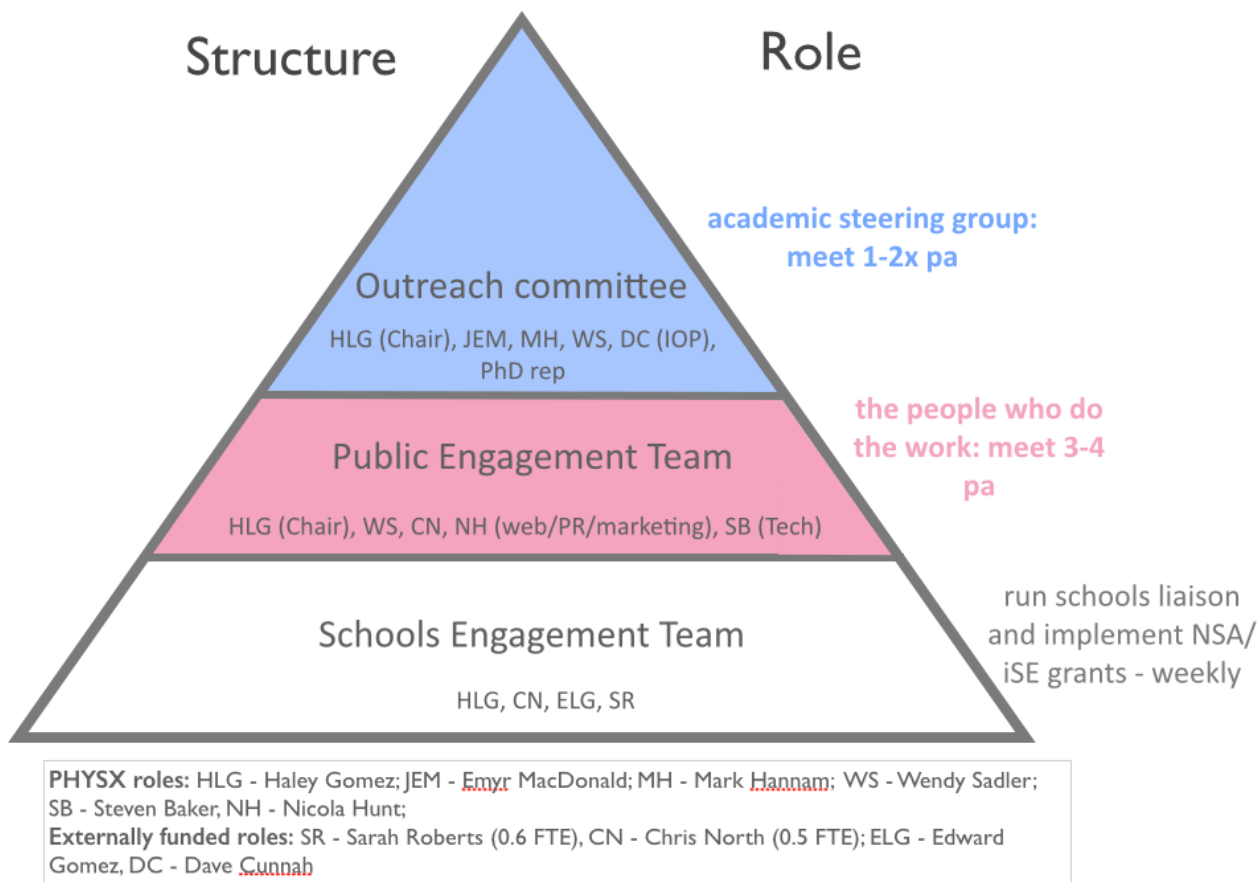 Structure
Role
academic steering group:
meet 1-2x pa
Outreach committee
HLG (Chair), JEM, MH, WS, DC (IOP),
PhD rep
the people who do
the work: meet 3-4
pa
Public Engagement Team
HLG (Chair), WS, CN, NH (web/PR/marketing), SB (Tech)
run schools liaison
and implement NSA/
iSE grants - weekly
Schools Engagement Team
HLG, CN, ELG, SR
PHYSX roles: HLG - Haley Gomez; JEM - Emyr MacDonald; MH - Mark Hannam; WS - Wendy Sadler;
SB - Steven Baker, NH - Nicola Hunt;
Externally funded roles: SR - Sarah Roberts (0.6 FTE), CN - Chris North (0.5 FTE); ELG - Edward
Gomez, DC - Dave Cunnah